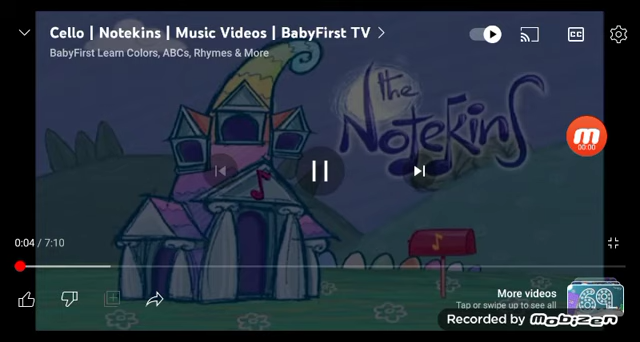 Cello | Notekins | Music Videos | BabyFirst TV
BabyFirst Learn Colors, ABCs, Rhymes & More
CC
the
Notekins
00:00
0:04 / 7:10
More videos
Tap or swipe up to see all
Recorded by Mobizen